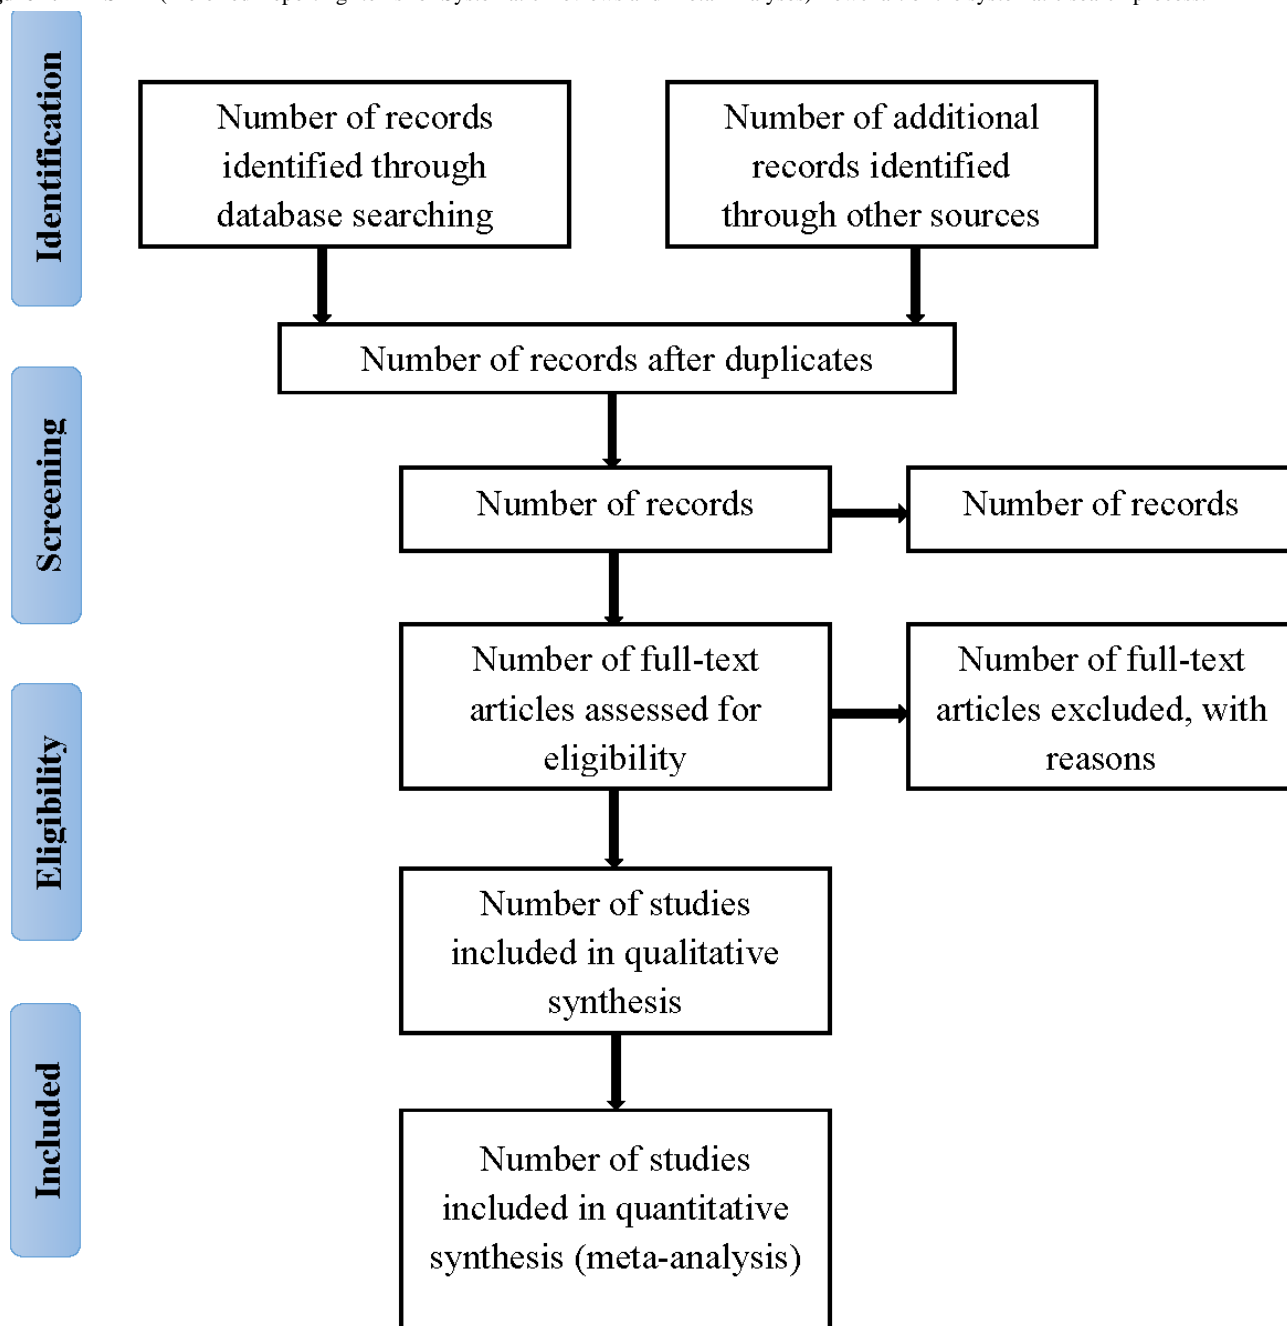 Identification
Number of records
identified through
database searching
Number of additional
records identified
through other sources
Number of records after duplicates
Screening
Number of records
Number of records
Number of full-text
articles assessed for
eligibility
Number of full-text
articles excluded, with
reasons
Eligibility
Number of studies
included in qualitative
synthesis
Included
Number of studies
included in quantitative
synthesis (meta-analysis)